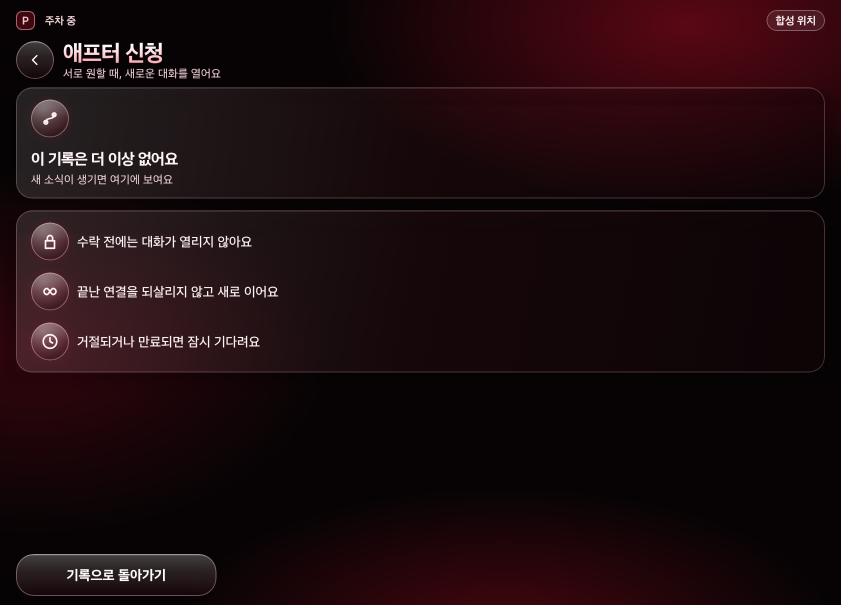 P 주차 중
합성 위치
애프터 신청
서로 원할 때, 새로운 대화를 열어요
이 기록은 더 이상 없어요
새 소식이 생기면 여기에 보여요
수락 전에는 대화가 열리지 않아요
끝난 연결을 되살리지 않고 새로 이어요
거절되거나 만료되면 잠시 기다려요
기록으로 돌아가기